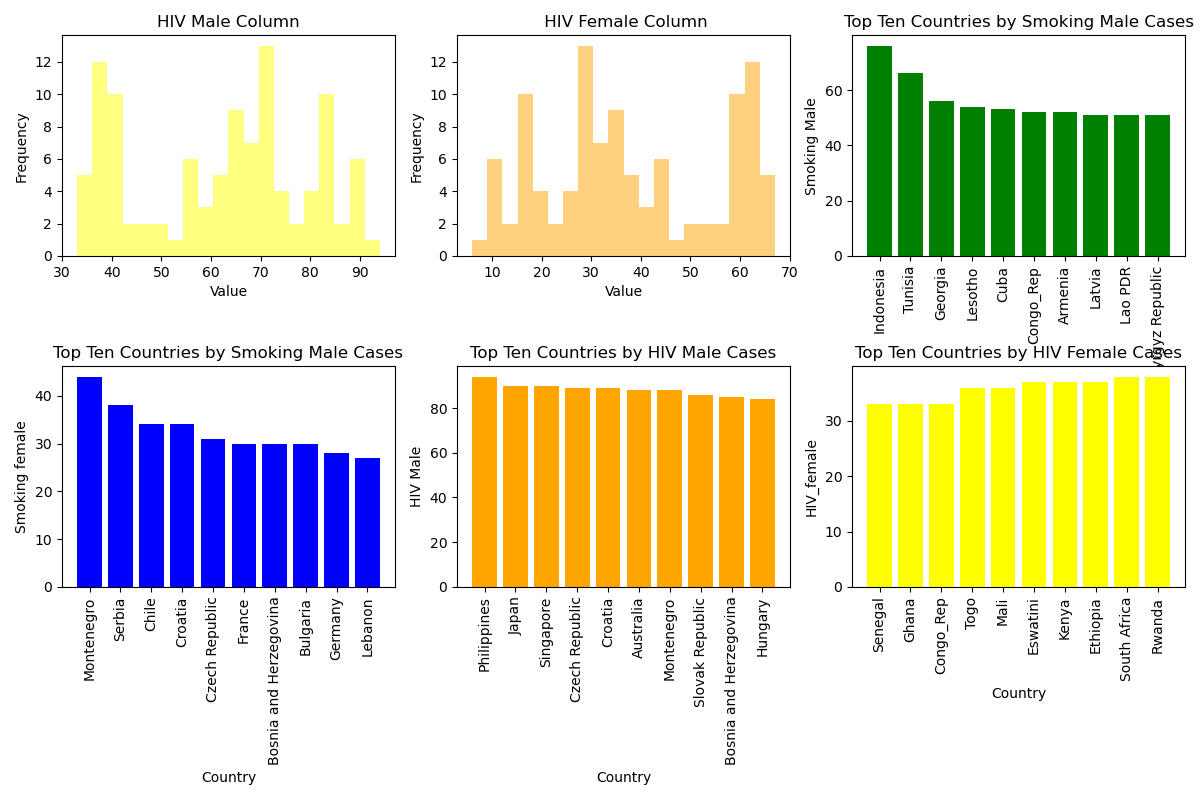 HIV Male Column
Frequency
0
2
4
6
8
10
12
30 40 50 60 70 80 90
Value
HIV Female Column
Frequency
0
2
4
6
8
10
12
10 20 30 40 50 60 70
Value
Top Ten Countries by Smoking Male Cases
Smoking Male
0
20
40
60
Indonesia
Tunisia
Georgia
Lesotho
Cuba
Congo_Rep
Armenia
Latvia
Lao PDR
Republic
Top Ten Countries by Smoking Male Cases
Smoking female
0
10
20
30
40
Montenegro
Serbia
Chile
Croatia
Czech Republic
France
Bosnia and Herzegovina
Bulgaria
Germany
Lebanon
Country
Top Ten Countries by HIV Male Cases
HIV Male
0
20
40
60
80
Philippines
Japan
Singapore
Czech Republic
Croatia
Australia
Montenegro
Slovak Republic
Bosnia and Herzegovina
Hungary
Country
Top Ten Countries by HIV Female Cases
HIV_female
0
10
20
30
Senegal
Ghana
Congo_Rep
Togo
Mali
Eswatini
Kenya
Ethiopia
South Africa
Rwanda
Country